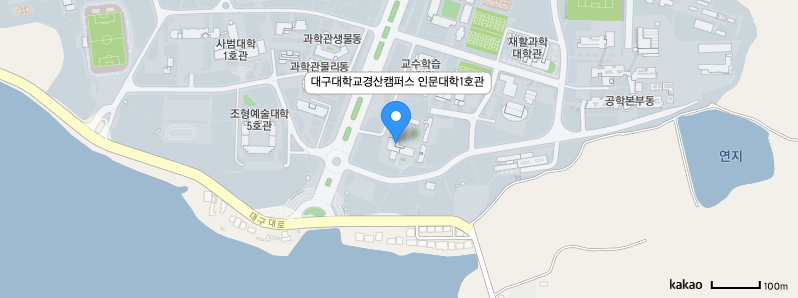 과학관생물동
사범대학
1호관
재활과학
대학관
과학관물리동
교수학습
대구대학교경산캠퍼스 인문대학1호관
조형예술대학
5호관
공학본부동
연지
대구대로
kakao
100m